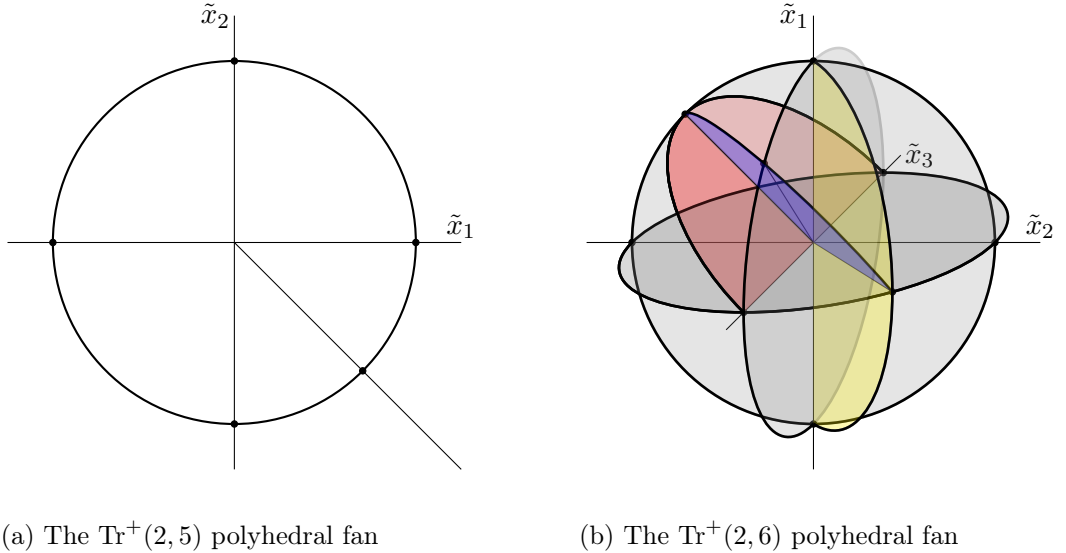 x̃₂
x̃₁
x̃₁
x̃₃
x̃₂
(a) The Tr⁺(2, 5) polyhedral fan
(b) The Tr⁺(2, 6) polyhedral fan